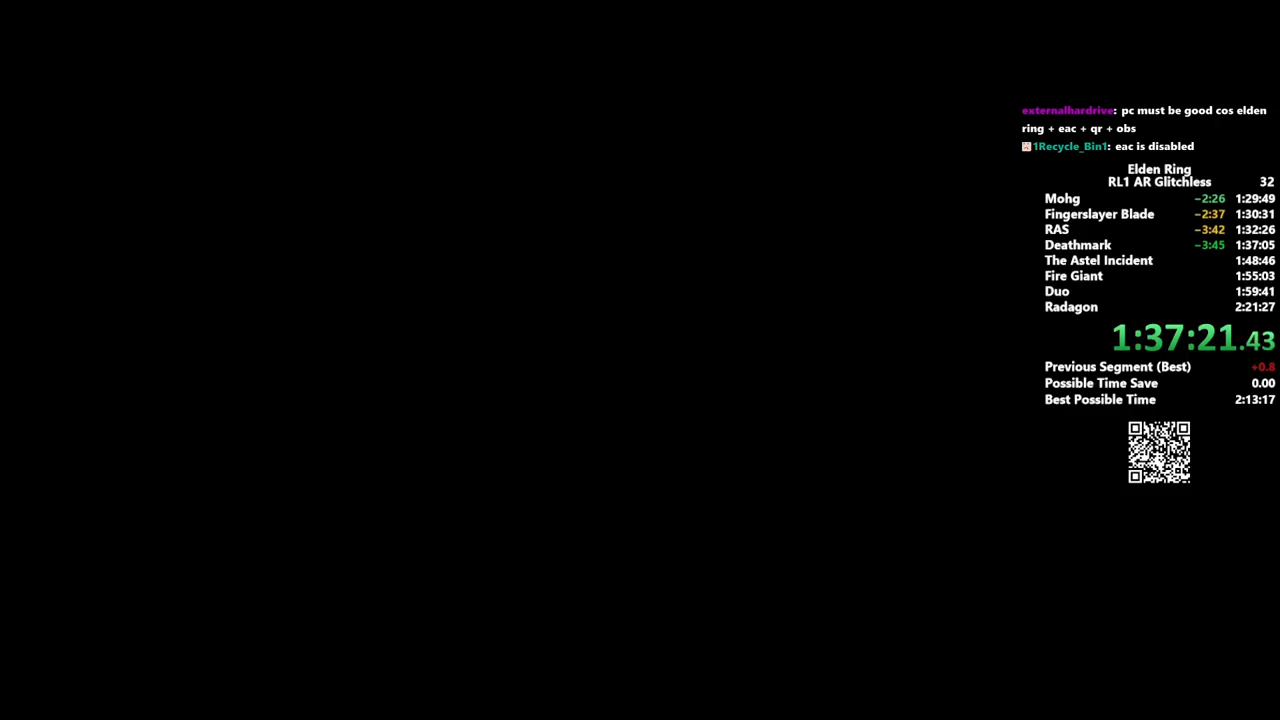 externalhardrive: pc must be good cos elden
ring + eac + qr + obs
1Recycle_Bin1: eac is disabled
Elden Ring
RL1 AR Glitchless 32
Mohg −2:26 1:29:49
Fingerslayer Blade −2:37 1:30:31
RAS −3:42 1:32:26
Deathmark −3:45 1:37:05
The Astel Incident 1:48:46
Fire Giant 1:55:03
Duo 1:59:41
Radagon 2:21:27
1:37:21.43
Previous Segment (Best) +0.8
Possible Time Save 0.00
Best Possible Time 2:13:17